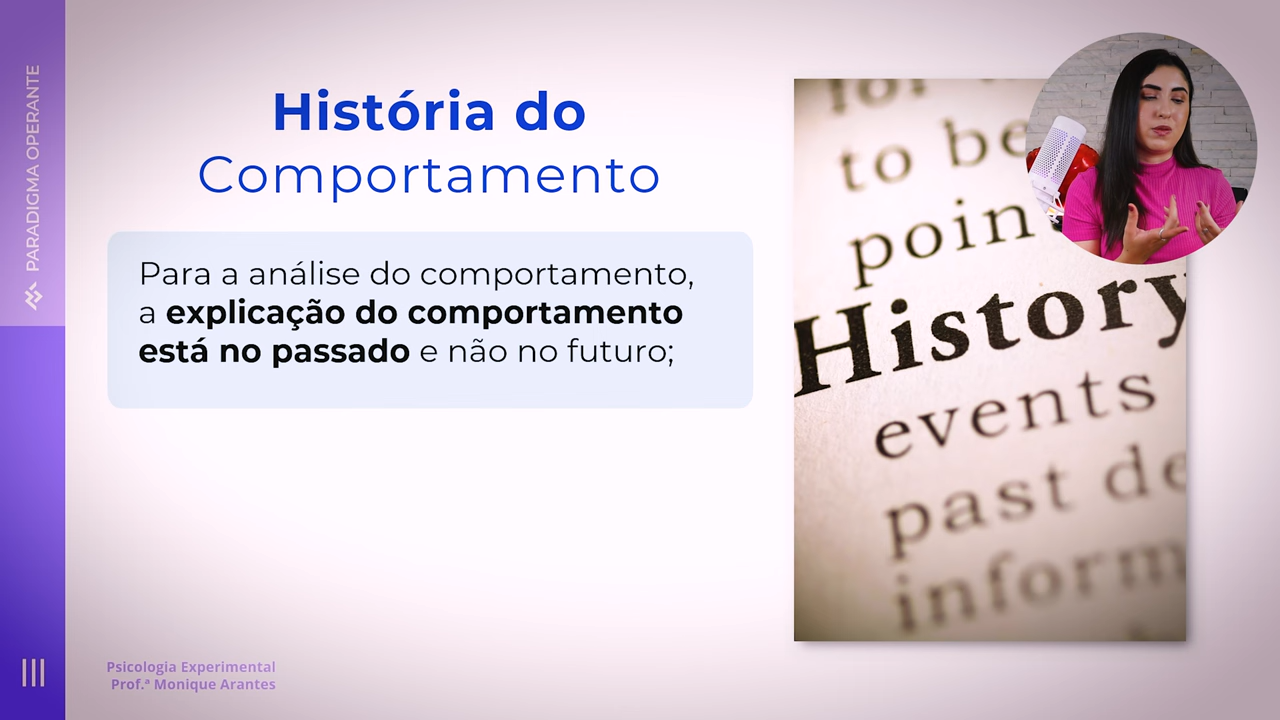 PARADIGMA OPERANTE
História do
Comportamento
Para a análise do comportamento,
a explicação do comportamento
está no passado e não no futuro;
to be
poin
History
events
past de
inform
Psicologia Experimental
Prof.ª Monique Arantes